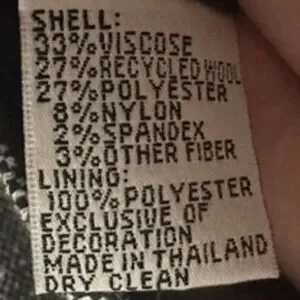 SHELL:
33%VISCOSE
27%RECYCLED WOOL
27%POLYESTER
8%NYLON
2%SPANDEX
3%OTHER FIBER
LINING:
100%POLYESTER
EXCLUSIVE OF
DECORATION
MADE IN THAILAND
DRY CLEAN